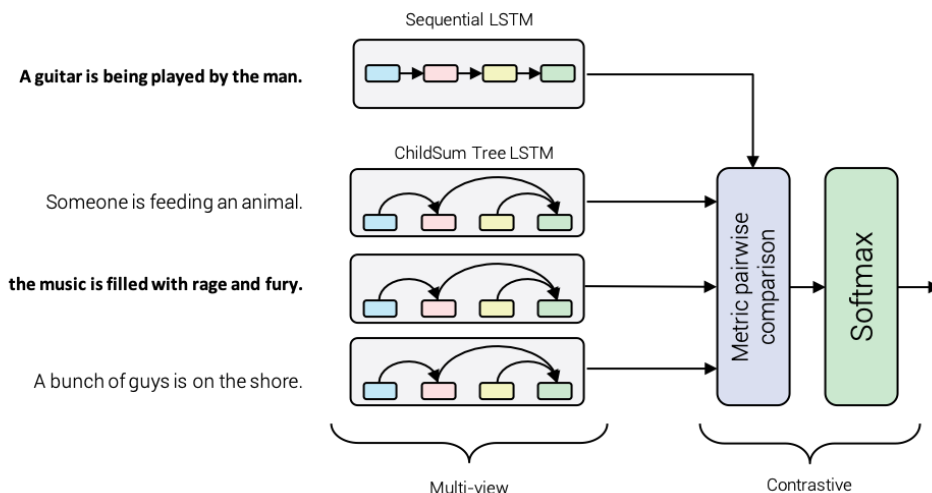 Sequential LSTM
A guitar is being played by the man.
ChildSum Tree LSTM
Someone is feeding an animal.
the music is filled with rage and fury.
A bunch of guys is on the shore.
Metric pairwise
comparison
Softmax
Multi-view
Contrastive